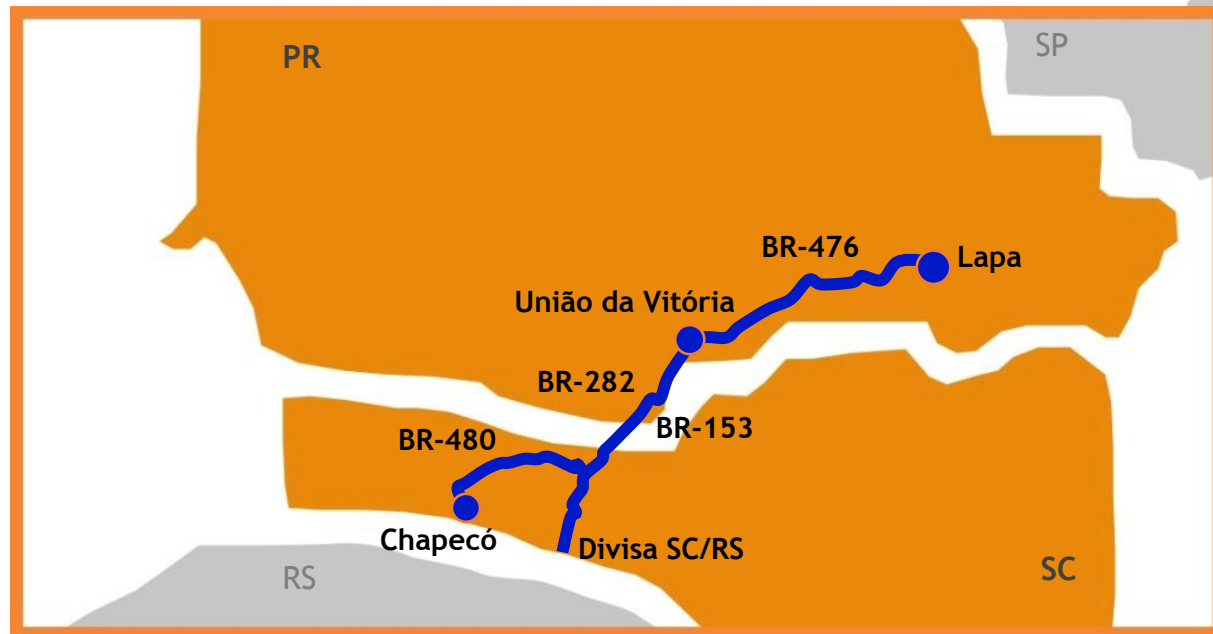 SP
PR
BR-476
Lapa
União da Vitória
BR-282
BR-153
BR-480
Chapecó
Divisa SC/RS
RS
SC